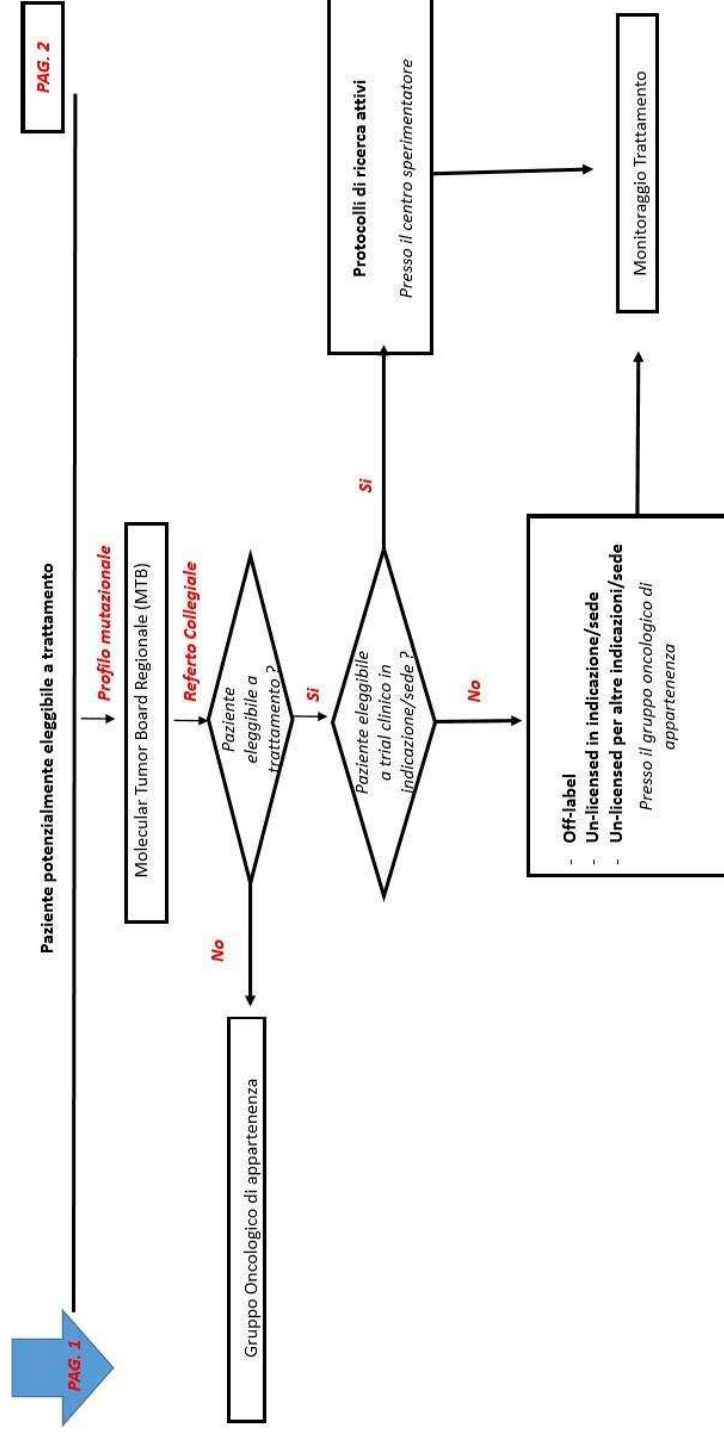 PAG. 1
PAG. 2
Paziente potenzialmente eleggibile a trattamento
Profilo mutazionale
Molecular Tumor Board Regionale (MTB)
Referto Collegiale
Paziente
eleggibile a
trattamento ?
No
Gruppo Oncologico di appartenenza
Si
Paziente eleggibile
a trial clinico in
indicazione/sede ?
Si
Protocolli di ricerca attivi
Presso il centro sperimentatore
No
- Off-label
- Un-licensed in indicazione/sede
- Un-licensed per altre indicazioni/sede
Presso il gruppo oncologico di
appartenenza
Monitoraggio Trattamento